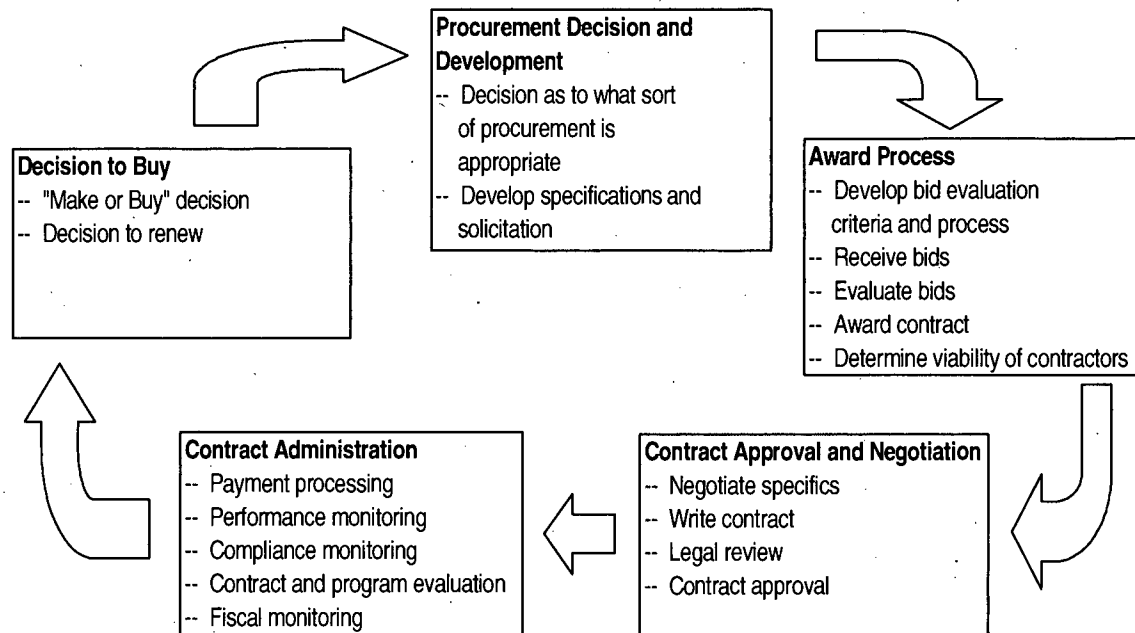 Procurement Decision and
Development
-- Decision as to what sort
of procurement is
appropriate
-- Develop specifications and
solicitation
Decision to Buy
-- "Make or Buy" decision
-- Decision to renew
Award Process
-- Develop bid evaluation
criteria and process
-- Receive bids
-- Evaluate bids
-- Award contract
-- Determine viability of contractors
Contract Approval and Negotiation
-- Negotiate specifics
-- Write contract
-- Legal review
-- Contract approval
Contract Administration
-- Payment processing
-- Performance monitoring
-- Compliance monitoring
-- Contract and program evaluation
-- Fiscal monitoring